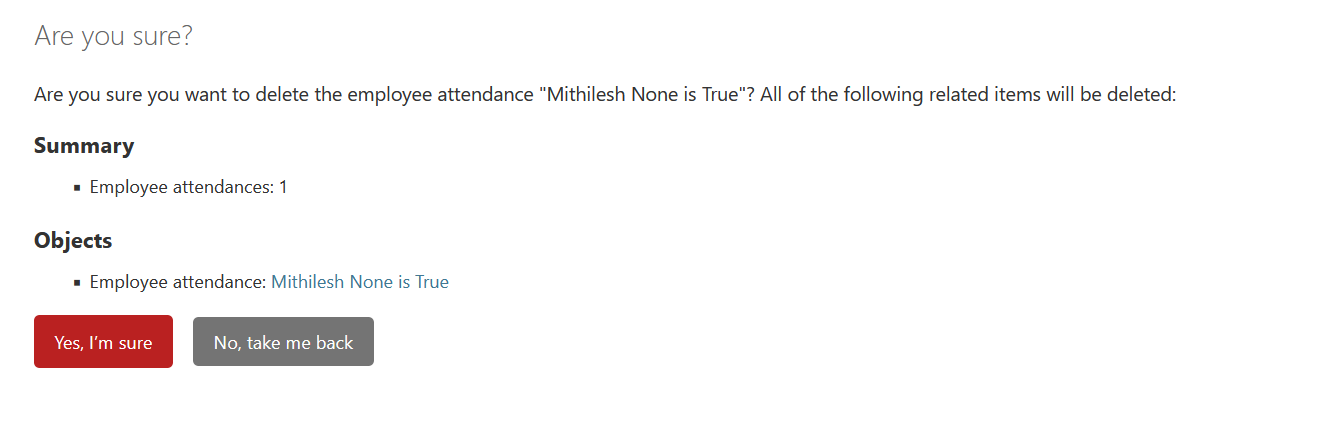 Are you sure?
Are you sure you want to delete the employee attendance "Mithilesh None is True"? All of the following related items will be deleted:
Summary
Employee attendances: 1
Objects
Employee attendance: Mithilesh None is True
Yes, I’m sure
No, take me back